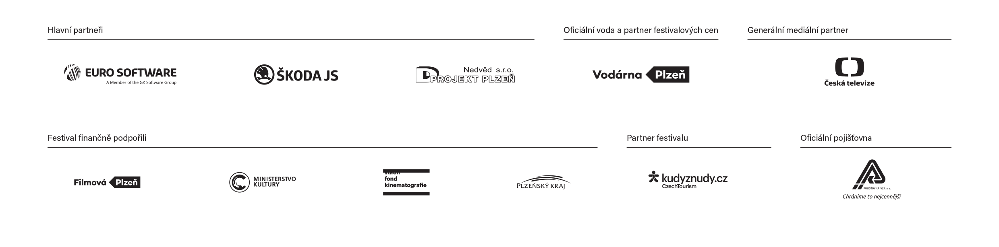 Hlavní partneři
EURO SOFTWARE
A Member of the GK Software Group
ŠKODA JS
Nedvěd s.r.o.
D PROJEKT PLZEŇ
Oficiální voda a partner festivalových cen
Vodárna Plzeň
Generální mediální partner
Česká televize
Festival finančně podpořili
Filmová Plzeň
MINISTERSTVO
KULTURY
státní
fond
kinematografie
PLZEŇSKÝ KRAJ
Partner festivalu
kudyznudy.cz
CzechTourism
Oficiální pojišťovna
POJIŠŤOVNA VZP, a.s.
Chráníme to nejcennější